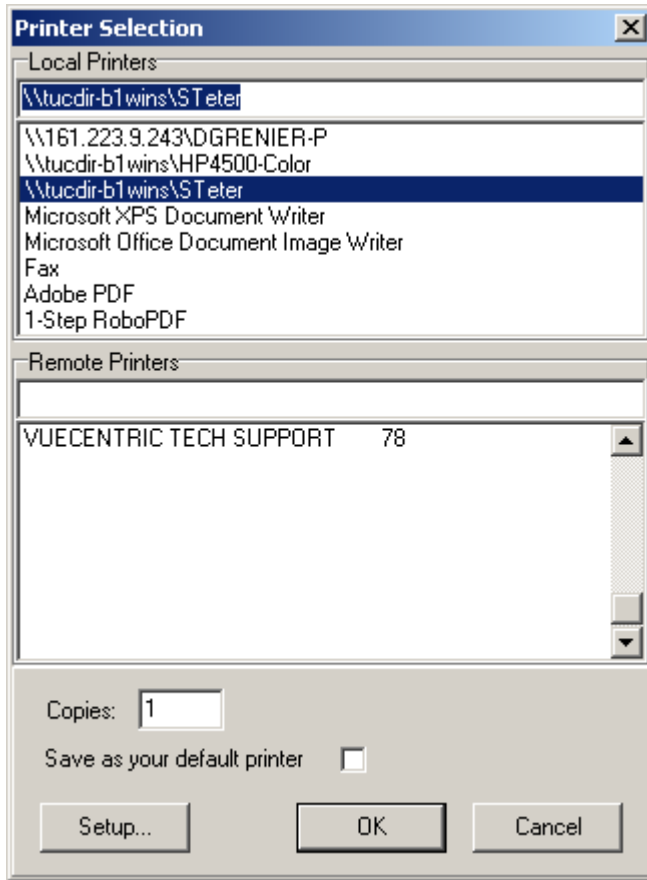 Printer Selection
Local Printers
\\tucdir-b1wins\STeter
\\161.223.9.243\DGRENIER-P
\\tucdir-b1wins\HP4500-Color
\\tucdir-b1wins\STeter
Microsoft XPS Document Writer
Microsoft Office Document Image Writer
Fax
Adobe PDF
1-Step RoboPDF
Remote Printers
VUECENTRIC TECH SUPPORT 78
Copies: 1
Save as your default printer
Setup... OK Cancel